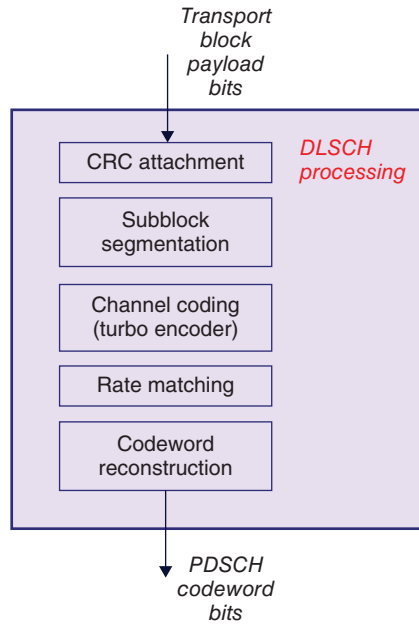 Transport
block
payload
bits
CRC attachment
DLSCH
processing
Subblock
segmentation
Channel coding
(turbo encoder)
Rate matching
Codeword
reconstruction
PDSCH
codeword
bits